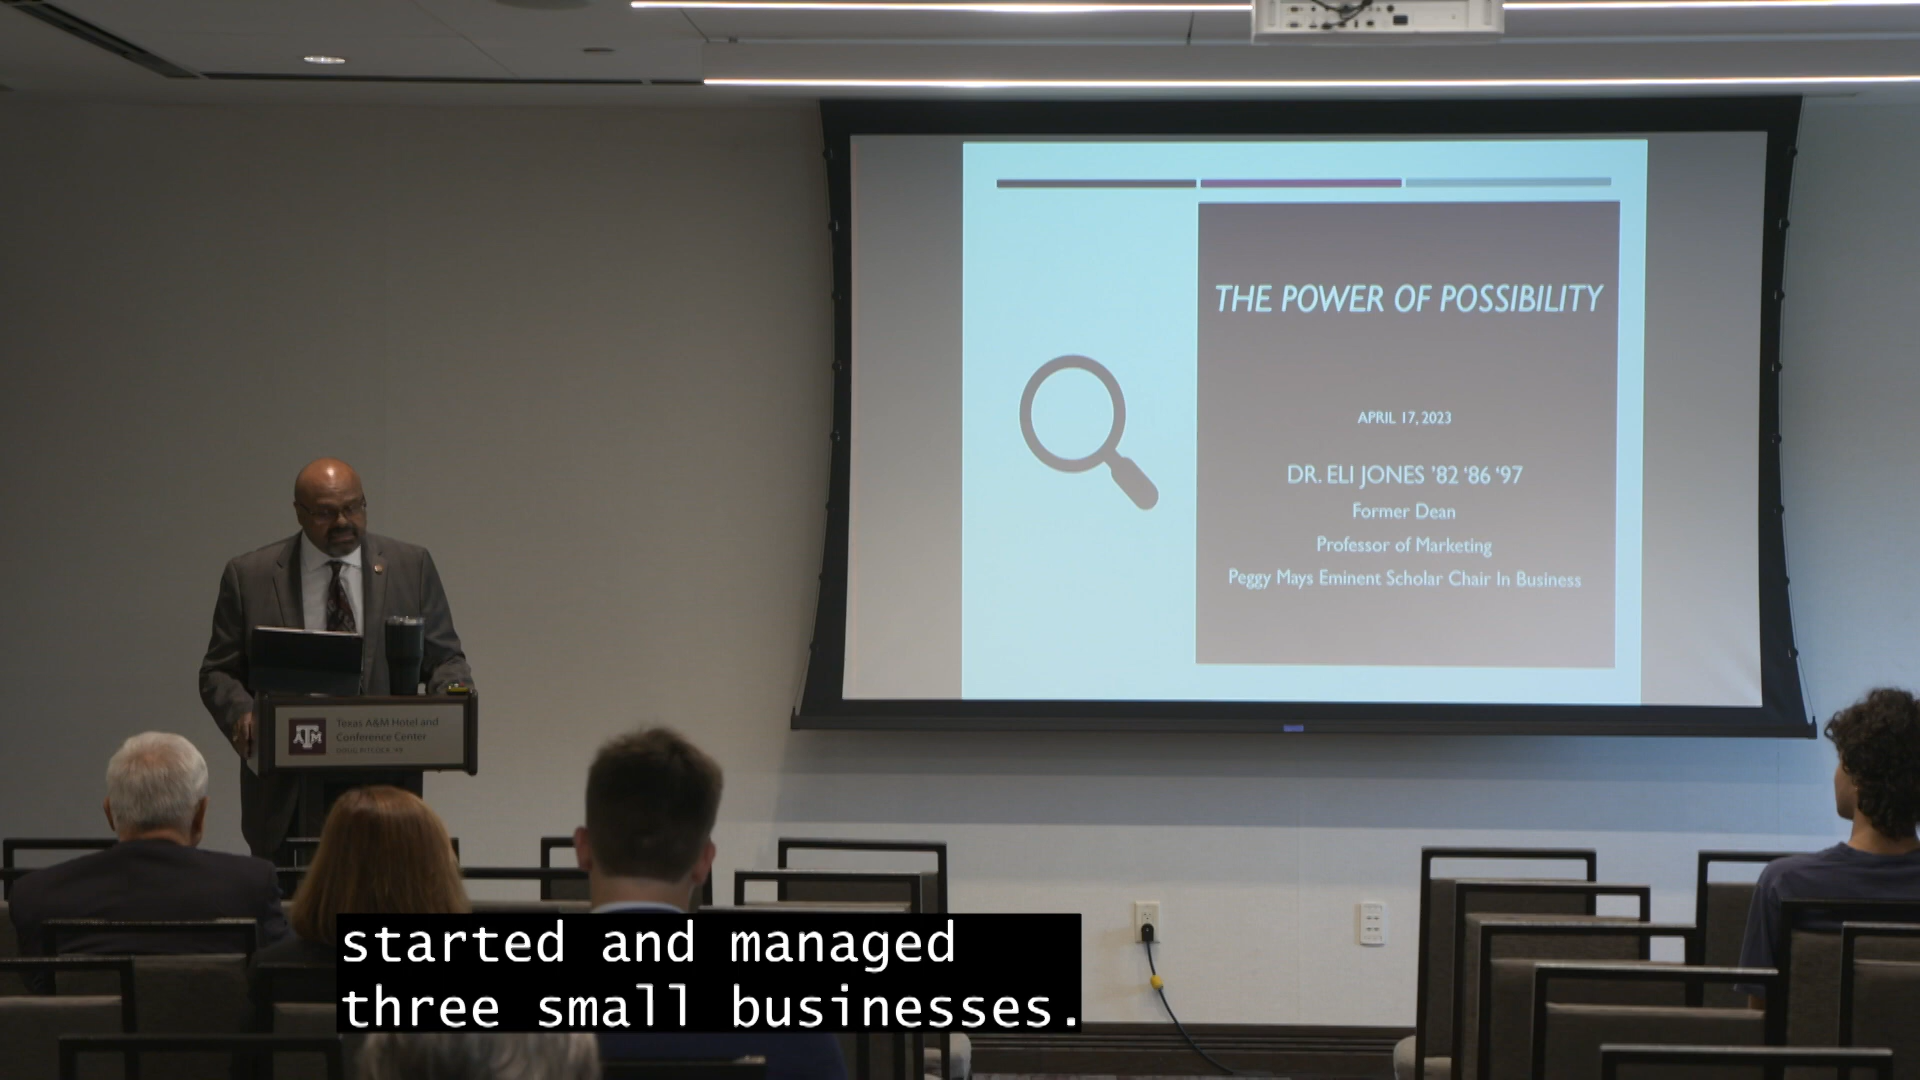 THE POWER OF POSSIBILITY
APRIL 17, 2023
DR. ELI JONES ’82 ‘86 ‘97
Former Dean
Professor of Marketing
Peggy Mays Eminent Scholar Chair In Business
Texas A&M Hotel and
Conference Center
ATM
started and managed
three small businesses.